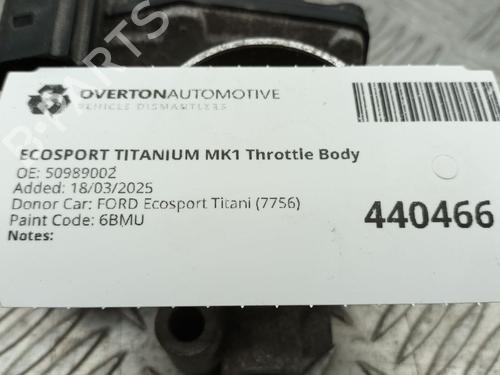 OVERTONAUTOMOTIVE
VEHICLE DISMANTLERS
ECOSPORT TITANIUM MK1 Throttle Body
OE: 50989002
Added: 18/03/2025
Donor Car: FORD Ecosport Titani (7756)
Paint Code: 6BMU
Notes:
440466
B-PARTS